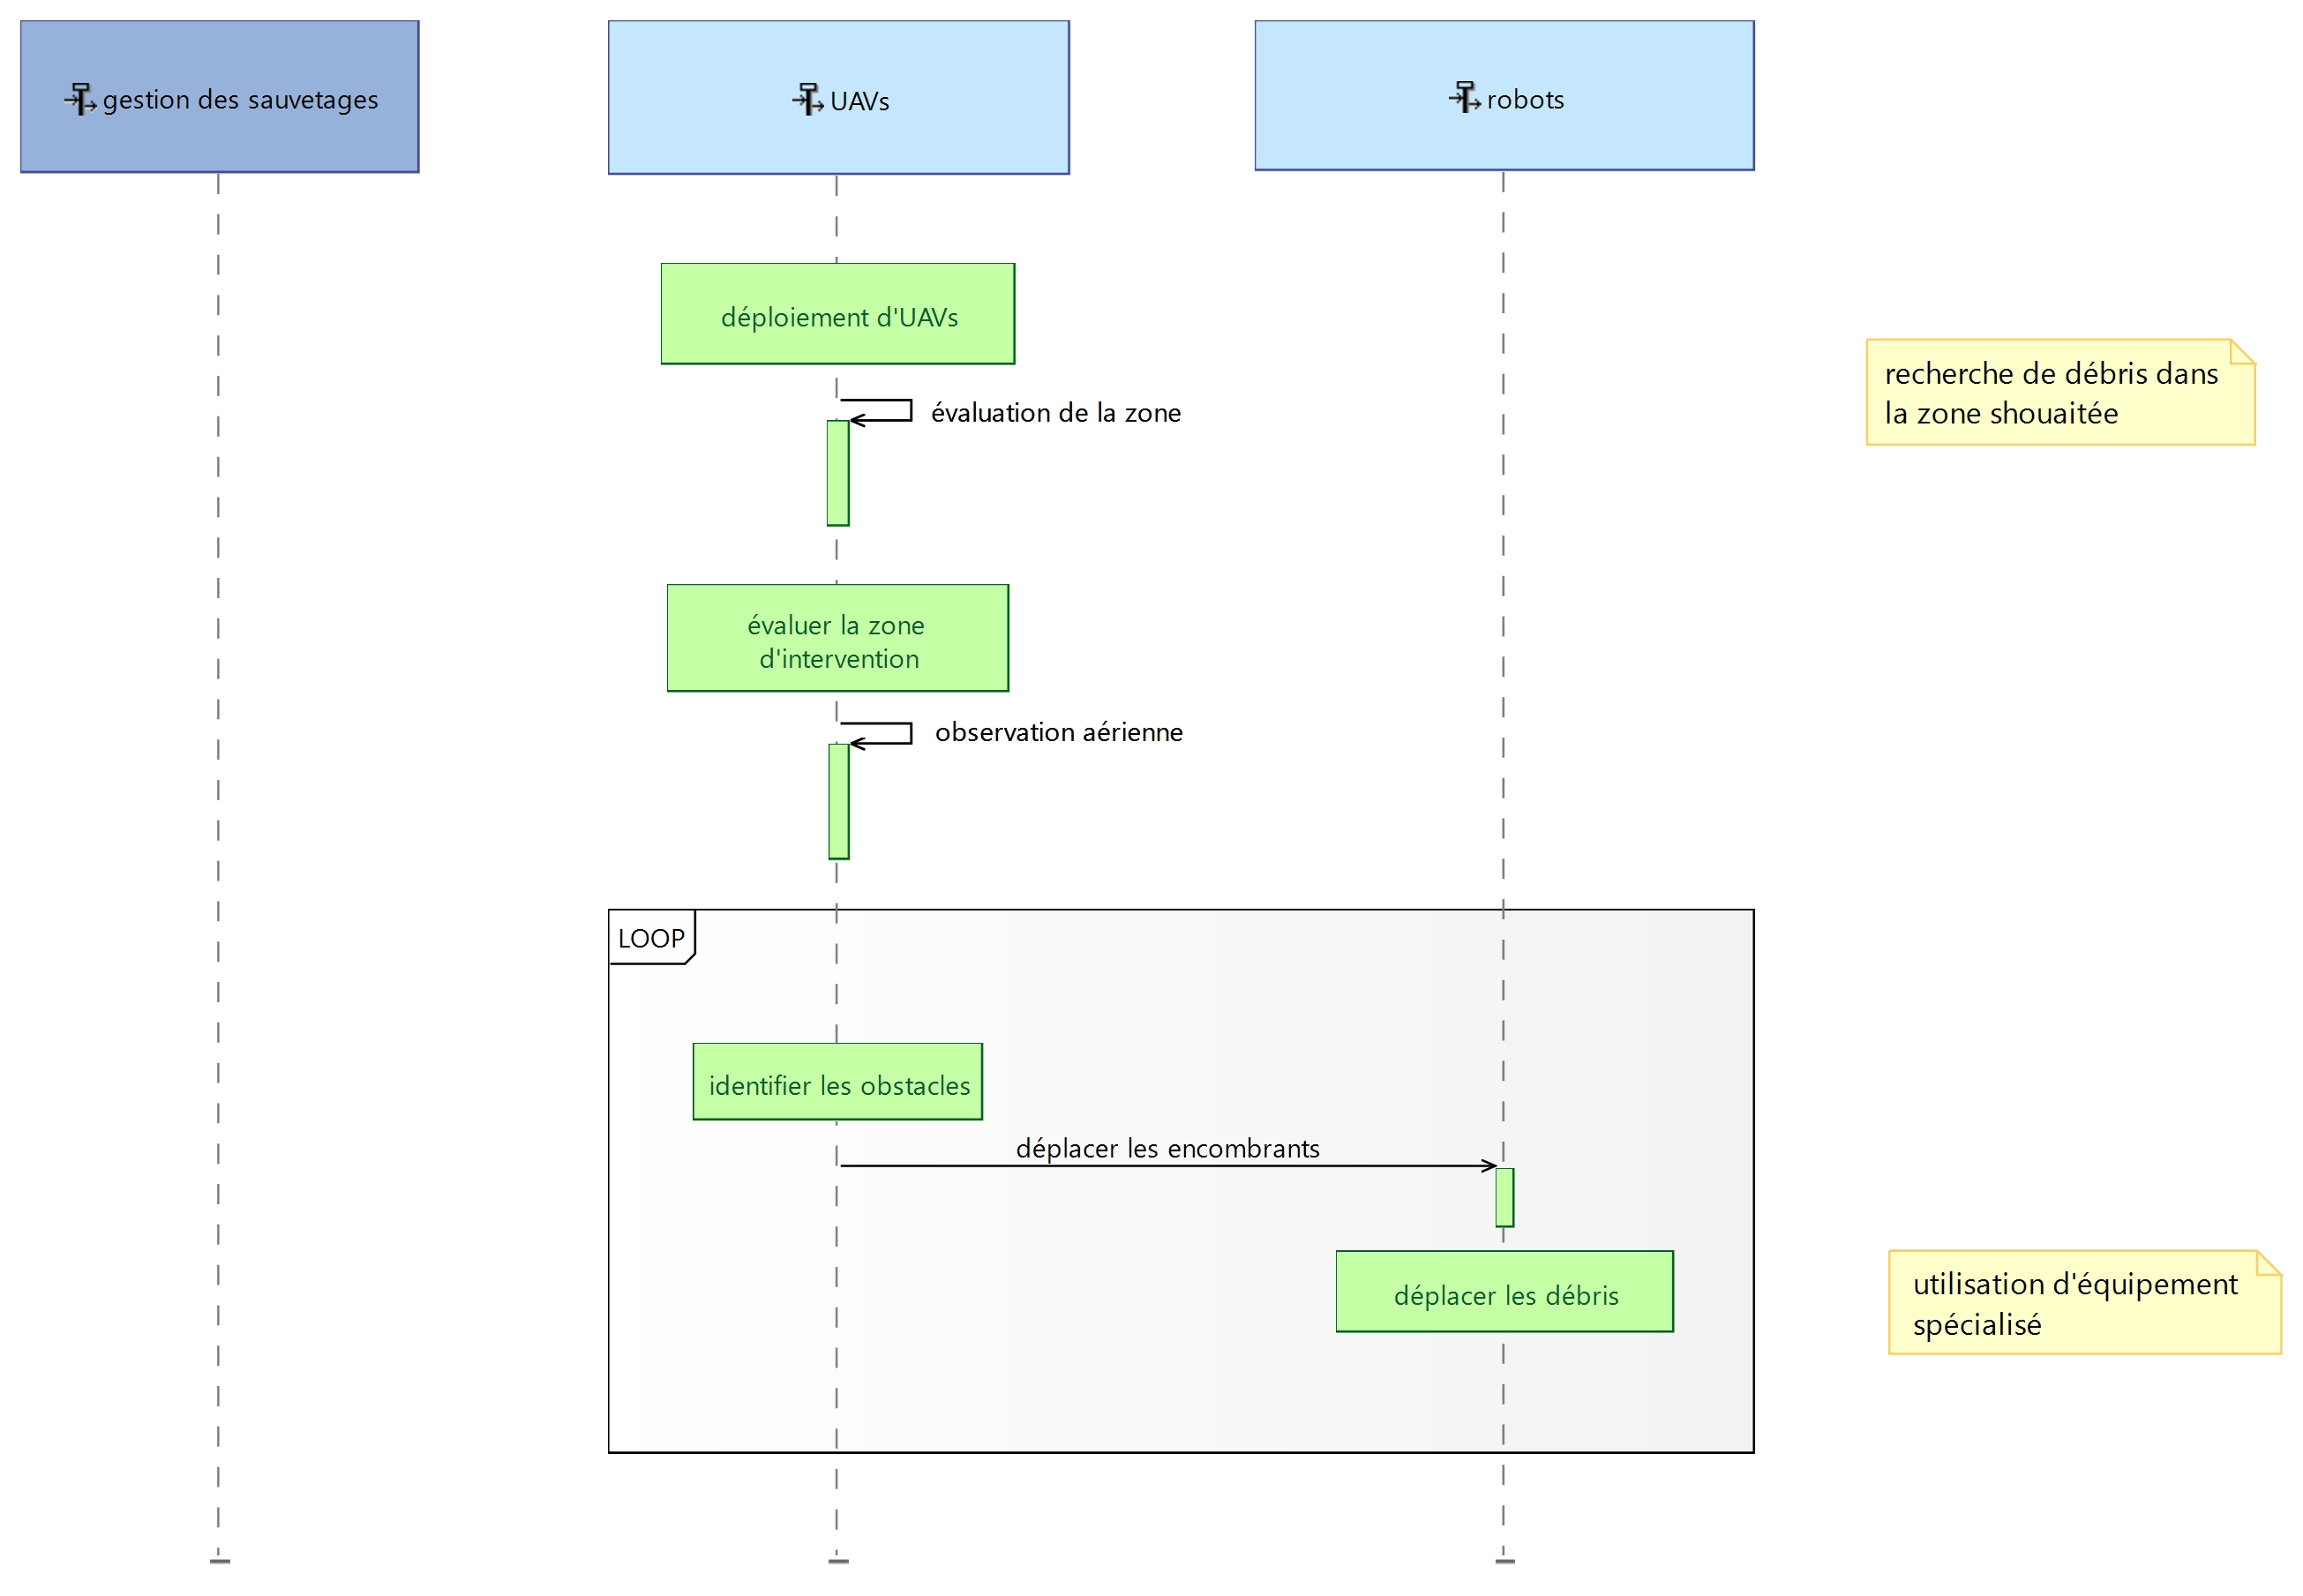 gestion des sauvetages
UAVs
robots
déploiement d'UAVs
recherche de débris dans
la zone shouaitée
évaluation de la zone
évaluer la zone
d'intervention
observation aérienne
LOOP
identifier les obstacles
déplacer les encombrants
déplacer les débris
utilisation d'équipement
spécialisé